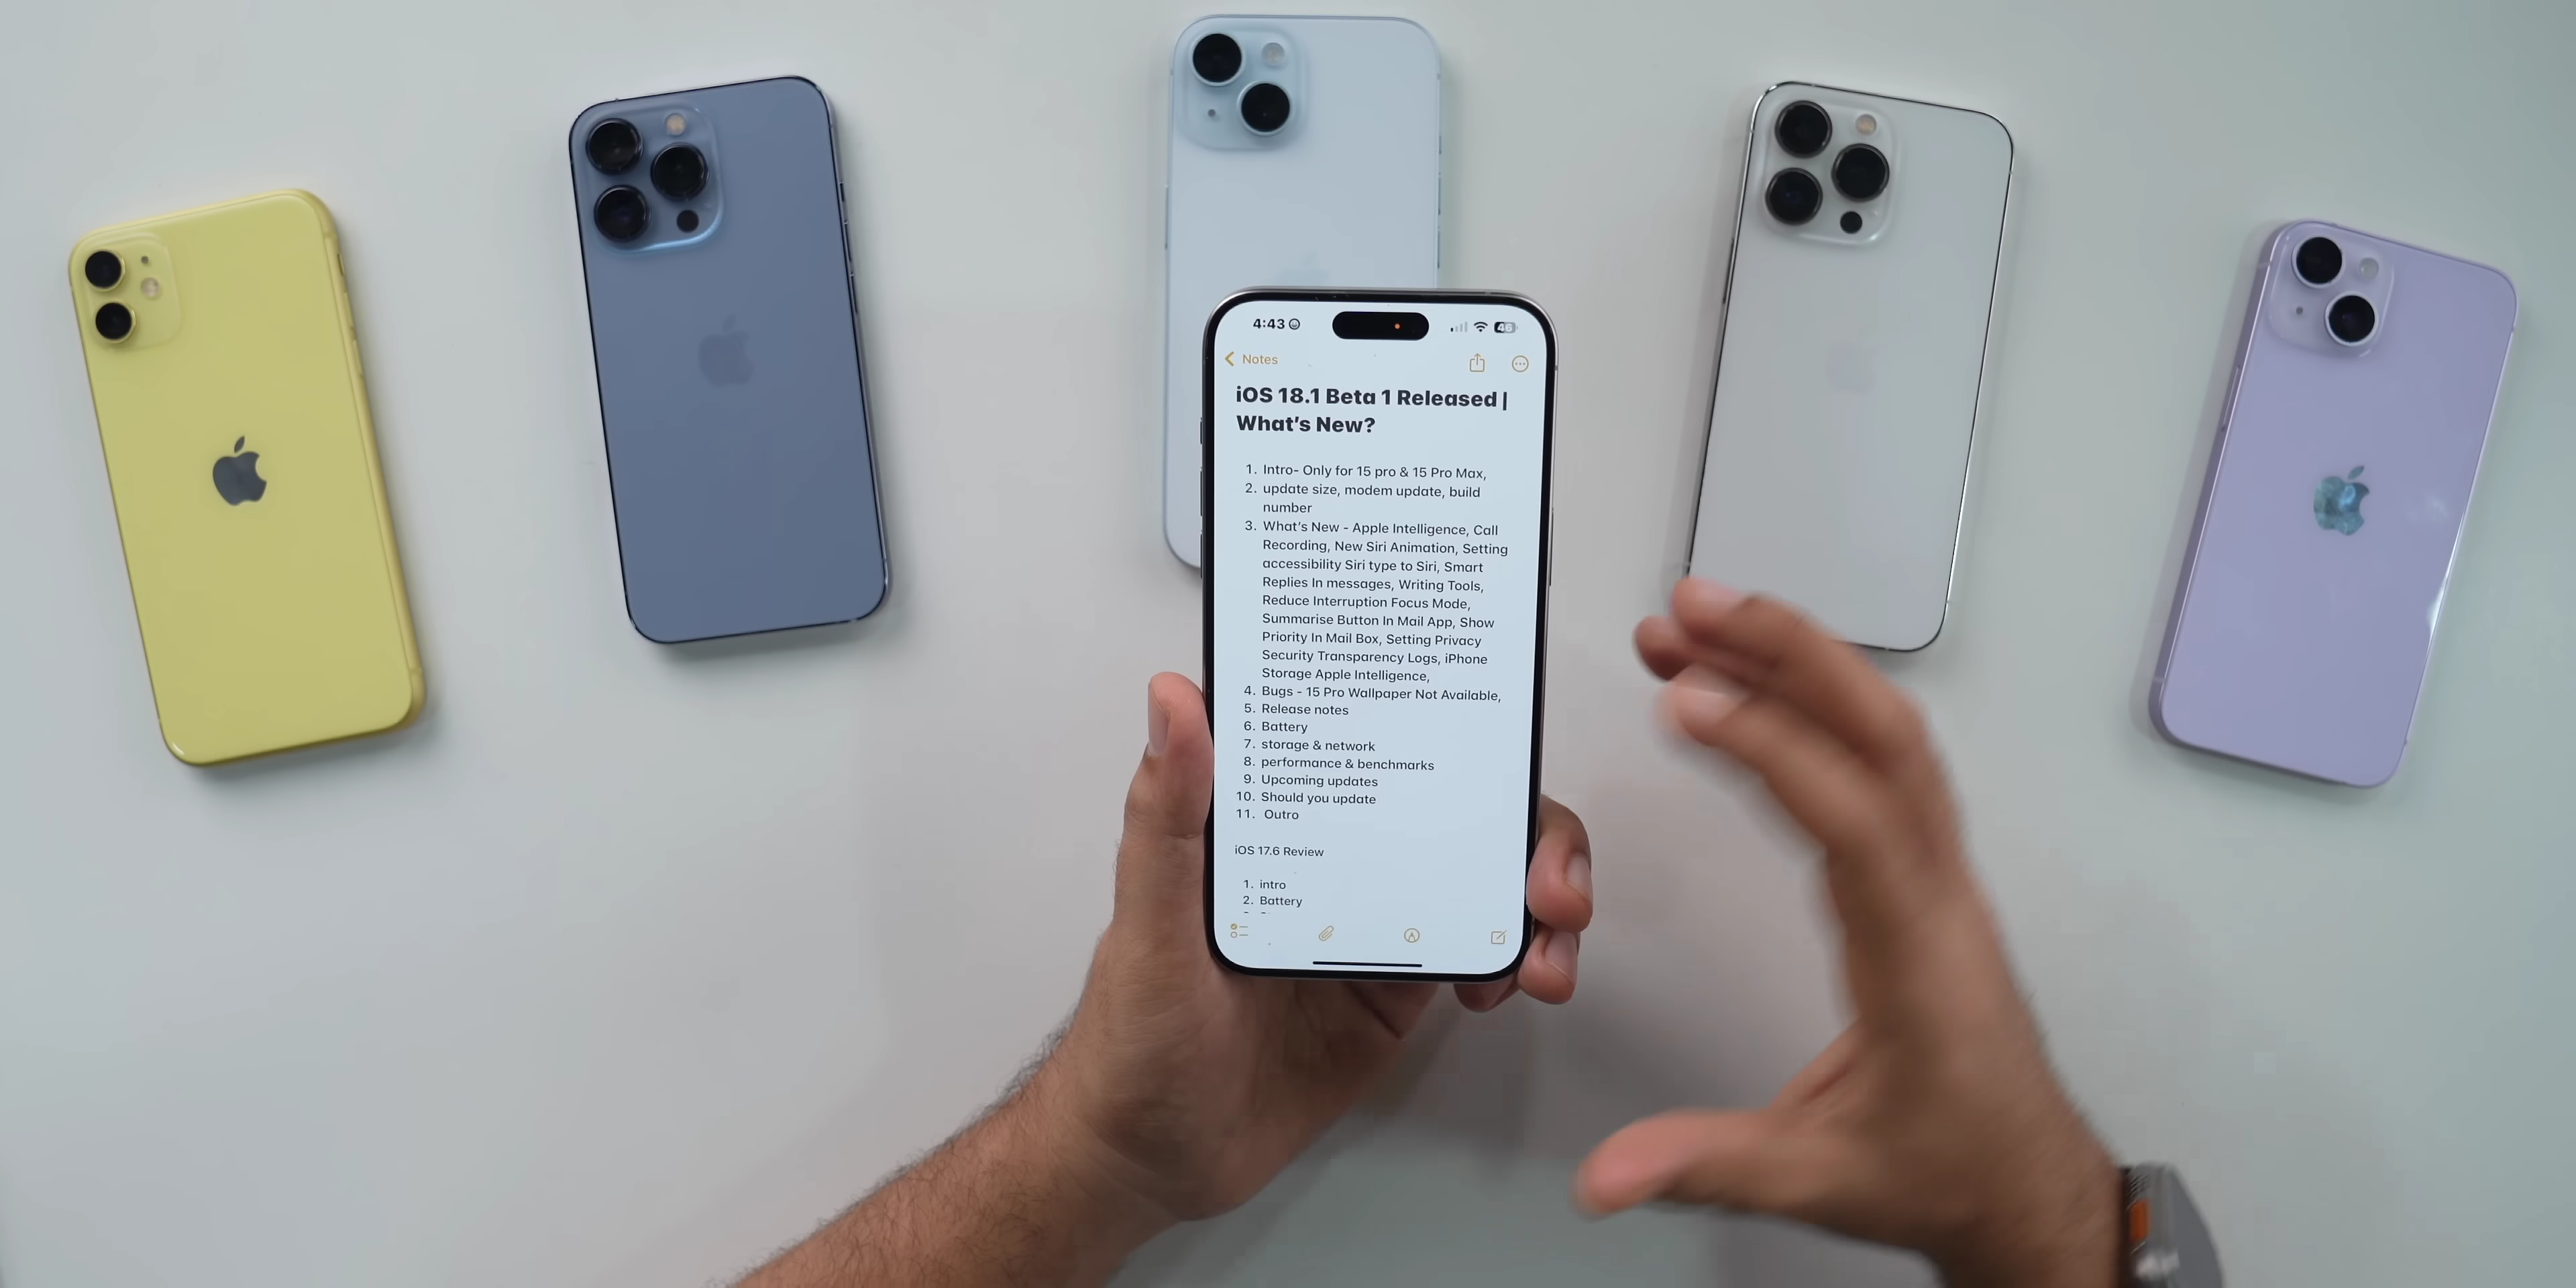 4:43
46
Notes
iOS 18.1 Beta 1 Released |
What's New?
1. Intro- Only for 15 pro & 15 Pro Max,
2. update size, modem update, build
number
3. What's New - Apple Intelligence, Call
Recording, New Siri Animation, Setting
accessibility Siri type to Siri, Smart
Replies In messages, Writing Tools,
Reduce Interruption Focus Mode,
Summarise Button In Mail App, Show
Priority In Mail Box, Setting Privacy
Security Transparency Logs, iPhone
Storage Apple Intelligence,
4. Bugs - 15 Pro Wallpaper Not Available,
5. Release notes
6. Battery
7. storage & network
8. performance & benchmarks
9. Upcoming updates
10. Should you update
11. Outro
iOS 17.6 Review
1. intro
2. Battery